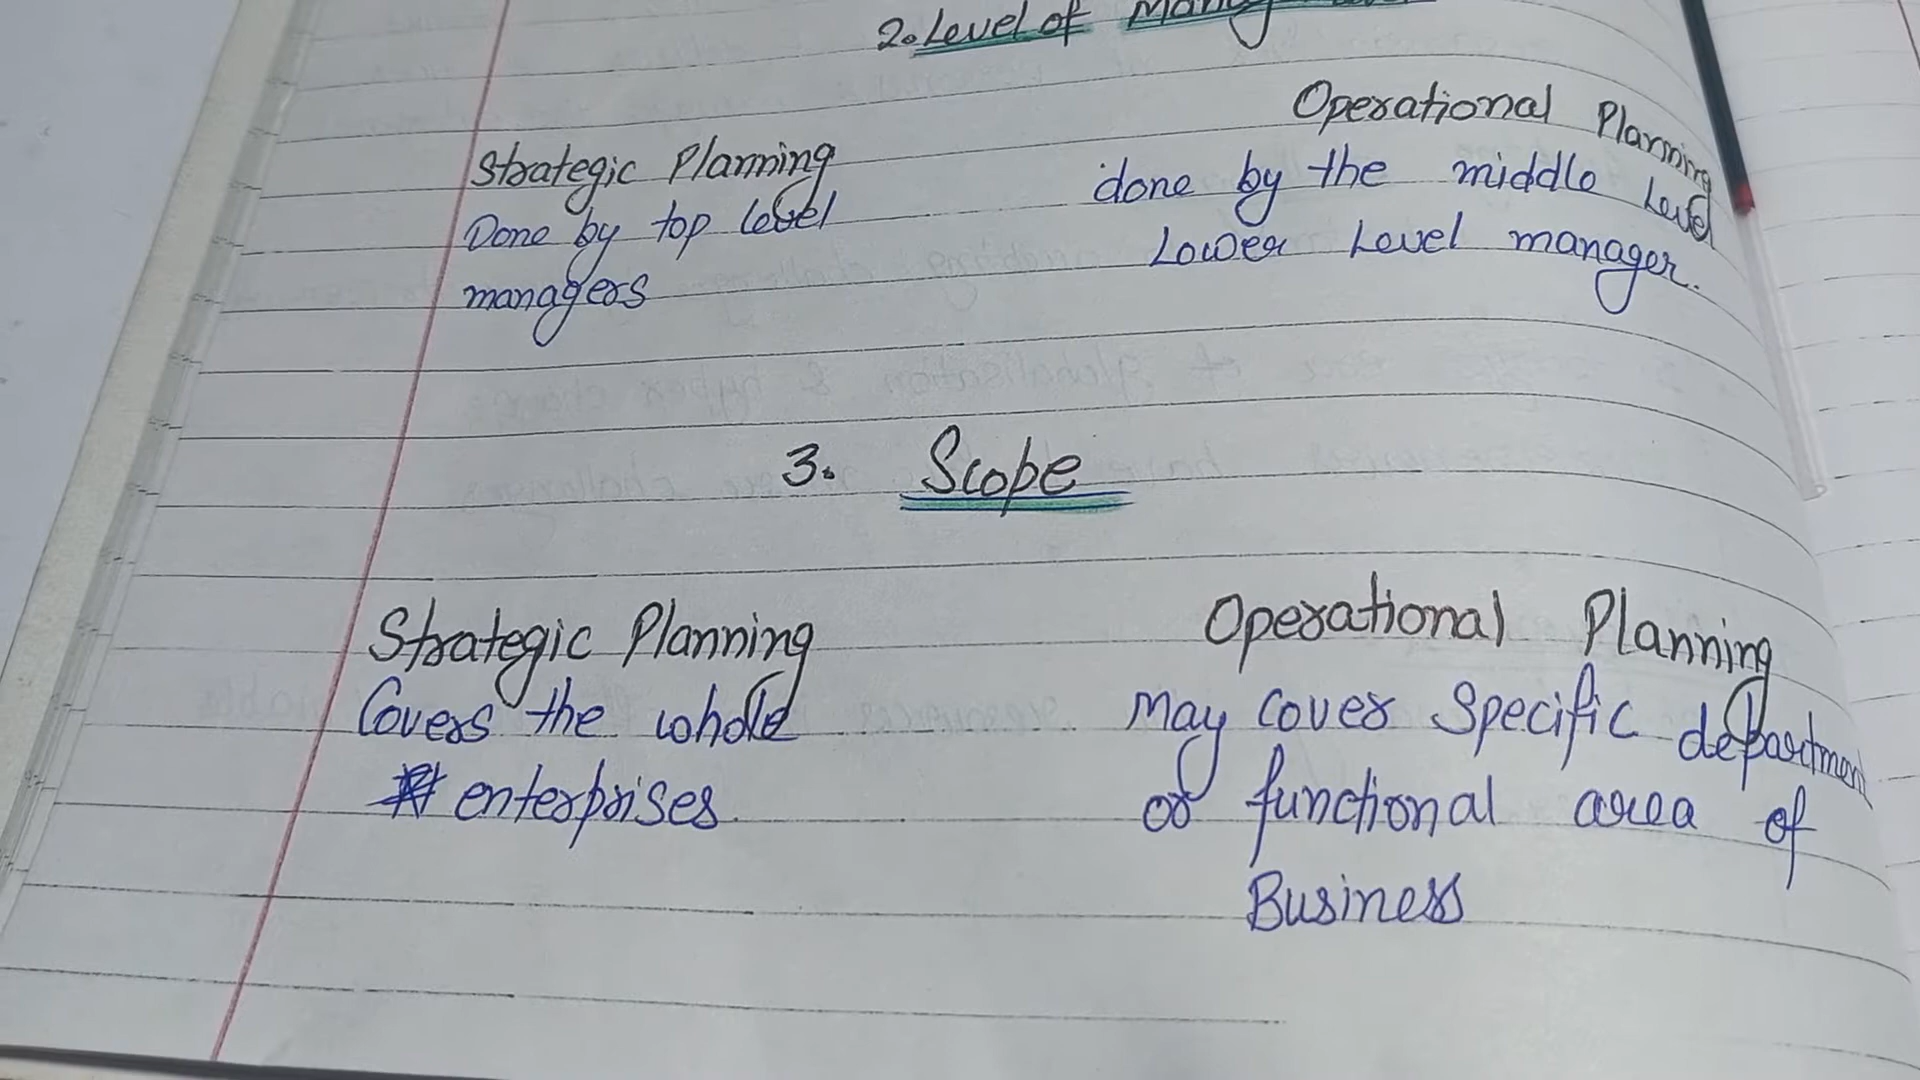 2. Level of Management
Strategic Planning
Done by top level
managers
Operational Planning
done by the middle Level
Lower Level manager.
3. Scope
Strategic Planning
Covers the whole
enterprises.
Operational Planning
May cover Specific department
or functional area of
Business